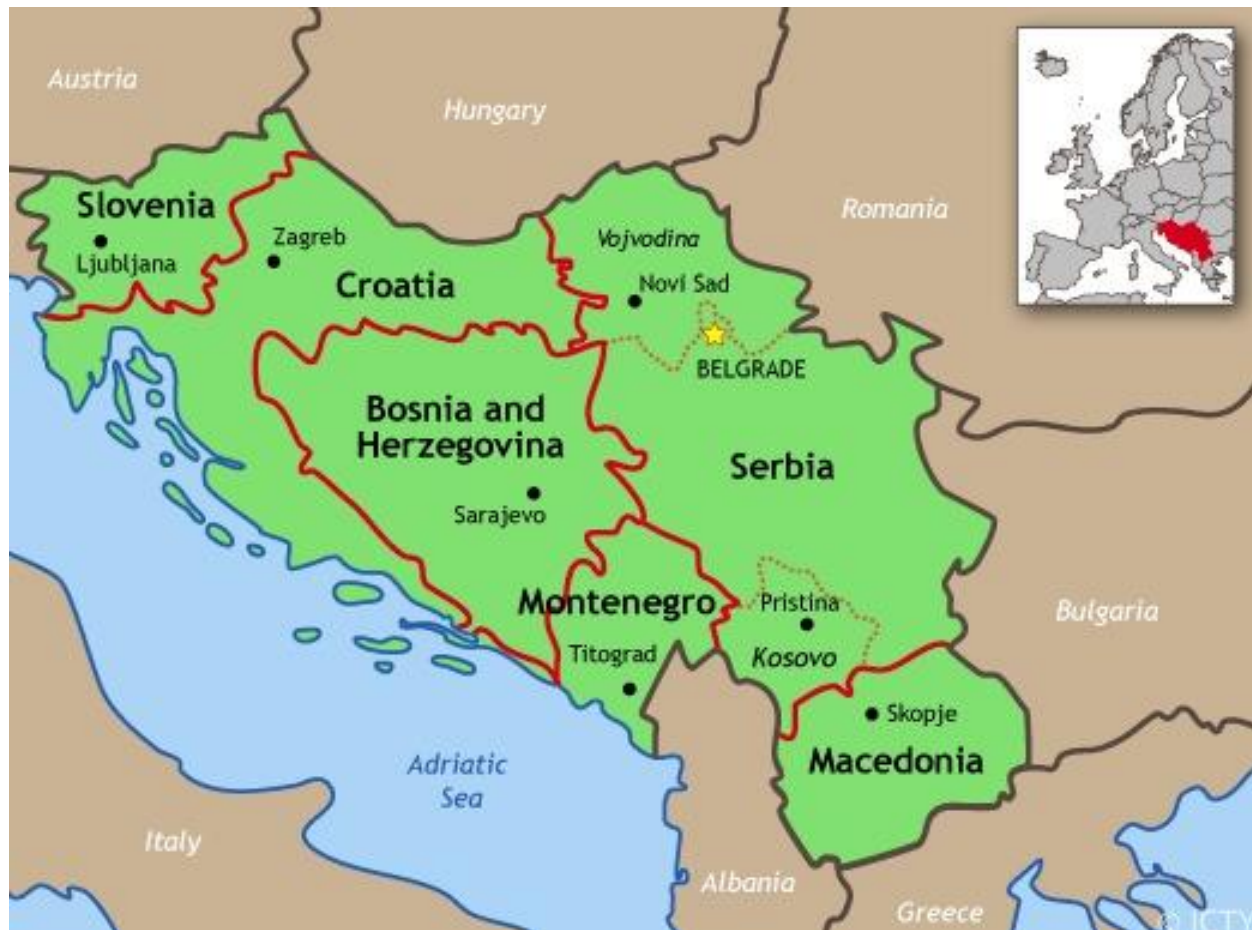 Austria
Hungary
Slovenia
Ljubljana
Zagreb
Croatia
Vojvodina
Novi Sad
Romania
BELGRADE
Bosnia and
Herzegovina
Sarajevo
Serbia
Montenegro
Titograd
Pristina
Kosovo
Bulgaria
Skopje
Macedonia
Adriatic
Sea
Italy
Albania
Greece
© ICTY